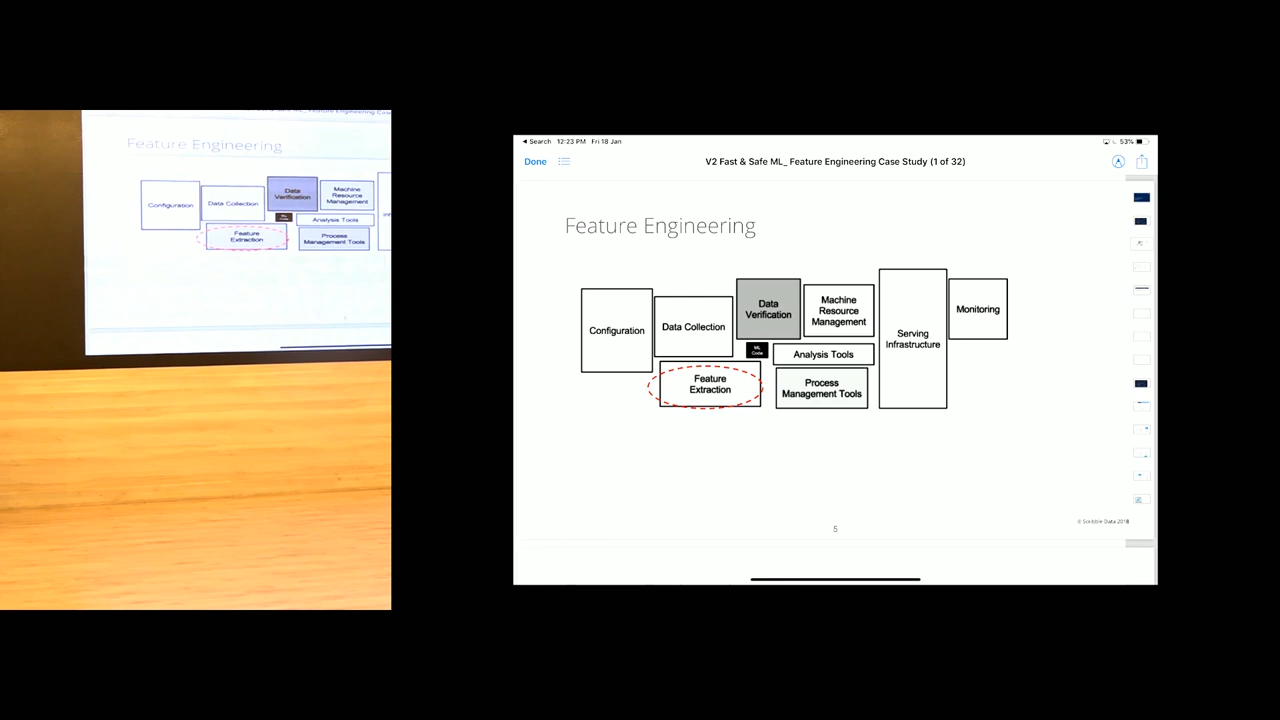 Feature Engineering
Configuration
Data Collection
Data
Verification
Machine
Resource
Management
ML
Code
Analysis Tools
Feature
Extraction
Process
Management Tools
Search 12:23 PM Fri 18 Jan
53%
Done
V2 Fast & Safe ML_ Feature Engineering Case Study (1 of 32)
Feature Engineering
Configuration
Data Collection
Data
Verification
Machine
Resource
Management
Serving
Infrastructure
Monitoring
ML
Code
Analysis Tools
Feature
Extraction
Process
Management Tools
© Scribble Data 2018
5